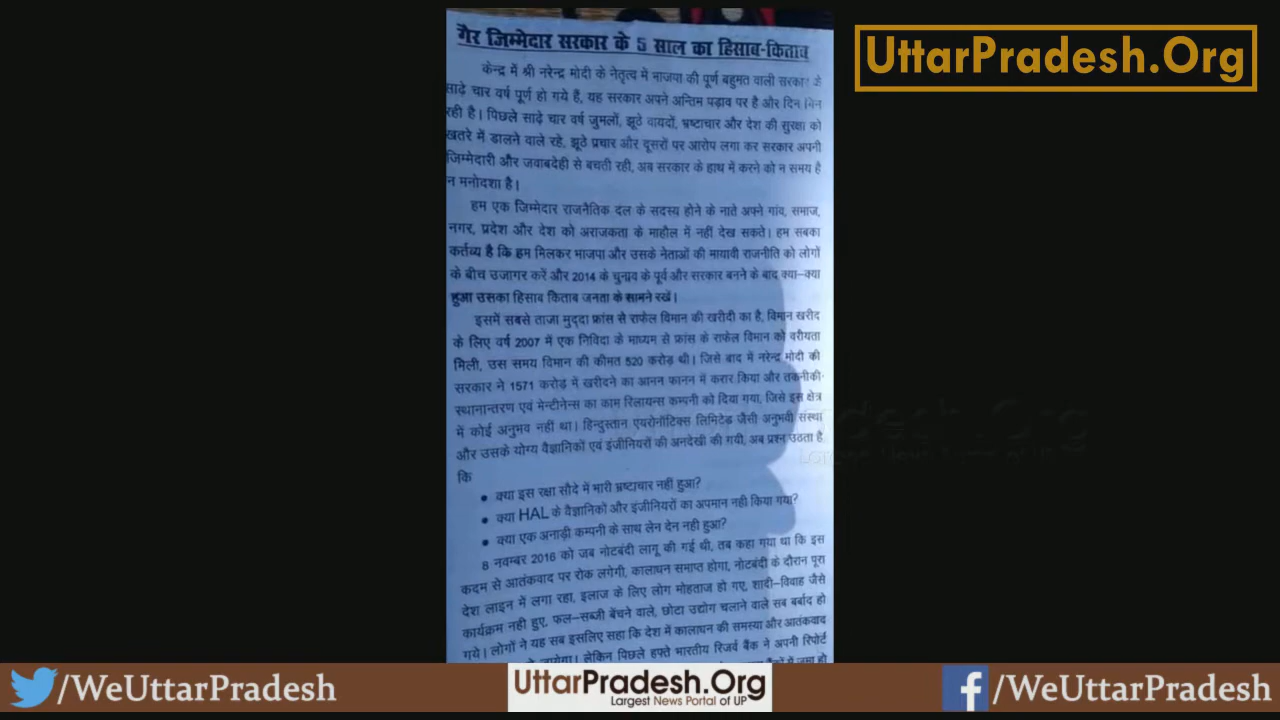 गैर जिम्मेदार सरकार के 5 साल का हिसाब-किताब
UttarPradesh.Org
केन्द्र में श्री नरेन्द्र मोदी के नेतृत्व में भाजपा की पूर्ण बहुमत वाली सरकार के
साढ़े चार वर्ष पूर्ण हो गये हैं, यह सरकार अपने अन्तिम पड़ाव पर है और दिन गिन
रही है। पिछले साढ़े चार वर्ष जुमलों, झूठे वायदों, भ्रष्टाचार और देश की सुरक्षा को
खतरे में डालने वाले रहे, झूठे प्रचार और दूसरों पर आरोप लगा कर सरकार अपनी
जिम्मेदारी और जवाबदेही से बचती रही, अब सरकार के हाथ में करने को न समय है
न मनोदशा है।
हम एक जिम्मेदार राजनैतिक दल के सदस्य होने के नाते अपने गांव, समाज,
नगर, प्रदेश और देश को अराजकता के माहौल में नहीं देख सकते। हम सबका
कर्तव्य है कि हम मिलकर भाजपा और उसके नेताओं की मायावी राजनीति को लोगों
के बीच उजागर करें और 2014 के चुनाव के पूर्व और सरकार बनने के बाद क्या-क्या
हुआ उसका हिसाब किताब जनता के सामने रखें।
इसमें सबसे ताजा मुद्दा फ्रांस से राफेल विमान की खरीदी का है, विमान खरीद
के लिए वर्ष 2007 में एक निविदा के माध्यम से फ्रांस के राफेल विमान को वरीयता
मिली, उस समय विमान की कीमत 520 करोड़ थी। जिसे बाद में नरेन्द्र मोदी की
सरकार ने 1571 करोड़ में खरीदने का आनन फानन में करार किया और तकनीकी
स्थानान्तरण एवं मेन्टीनेन्स का काम रिलायन्स कम्पनी को दिया गया, जिसे इस क्षेत्र
में कोई अनुभव नहीं था। हिन्दुस्तान एयरोनॉटिक्स लिमिटेड जैसी अनुभवी संस्था
और उसके योग्य वैज्ञानिकों एवं इंजीनियरों की अनदेखी की गयी, अब प्रश्न उठता है
कि
• क्या इस रक्षा सौदे में भारी भ्रष्टाचार नहीं हुआ?
• क्या HAL के वैज्ञानिकों और इंजीनियरों का अपमान नही किया गया?
• क्या एक अनाड़ी कम्पनी के साथ लेन देन नही हुआ?
8 नवम्बर 2016 को जब नोटबंदी लागू की गई थी, तब कहा गया था कि इस
कदम से आतंकवाद पर रोक लगेगी, कालाधन समाप्त होगा, नोटबंदी के दौरान पूरा
देश लाइन में लगा रहा, इलाज के लिए लोग मोहताज हो गए, शादी-विवाह जैसे
कार्यक्रम नही हुए, फल-सब्जी बेंचने वाले, छोटा उद्योग चलाने वाले सब बर्बाद हो
गये। लोगों ने यह सब इसलिए सहा कि देश में कालाधन की समस्या और आतंकवाद
जायेगा। लेकिन पिछले हफ्ते भारतीय रिजर्व बैंक ने अपनी रिपोर्ट
में जमा हो
/WeUttarPradesh
UttarPradesh.Org
Largest News Portal of UP
/WeUttarPradesh